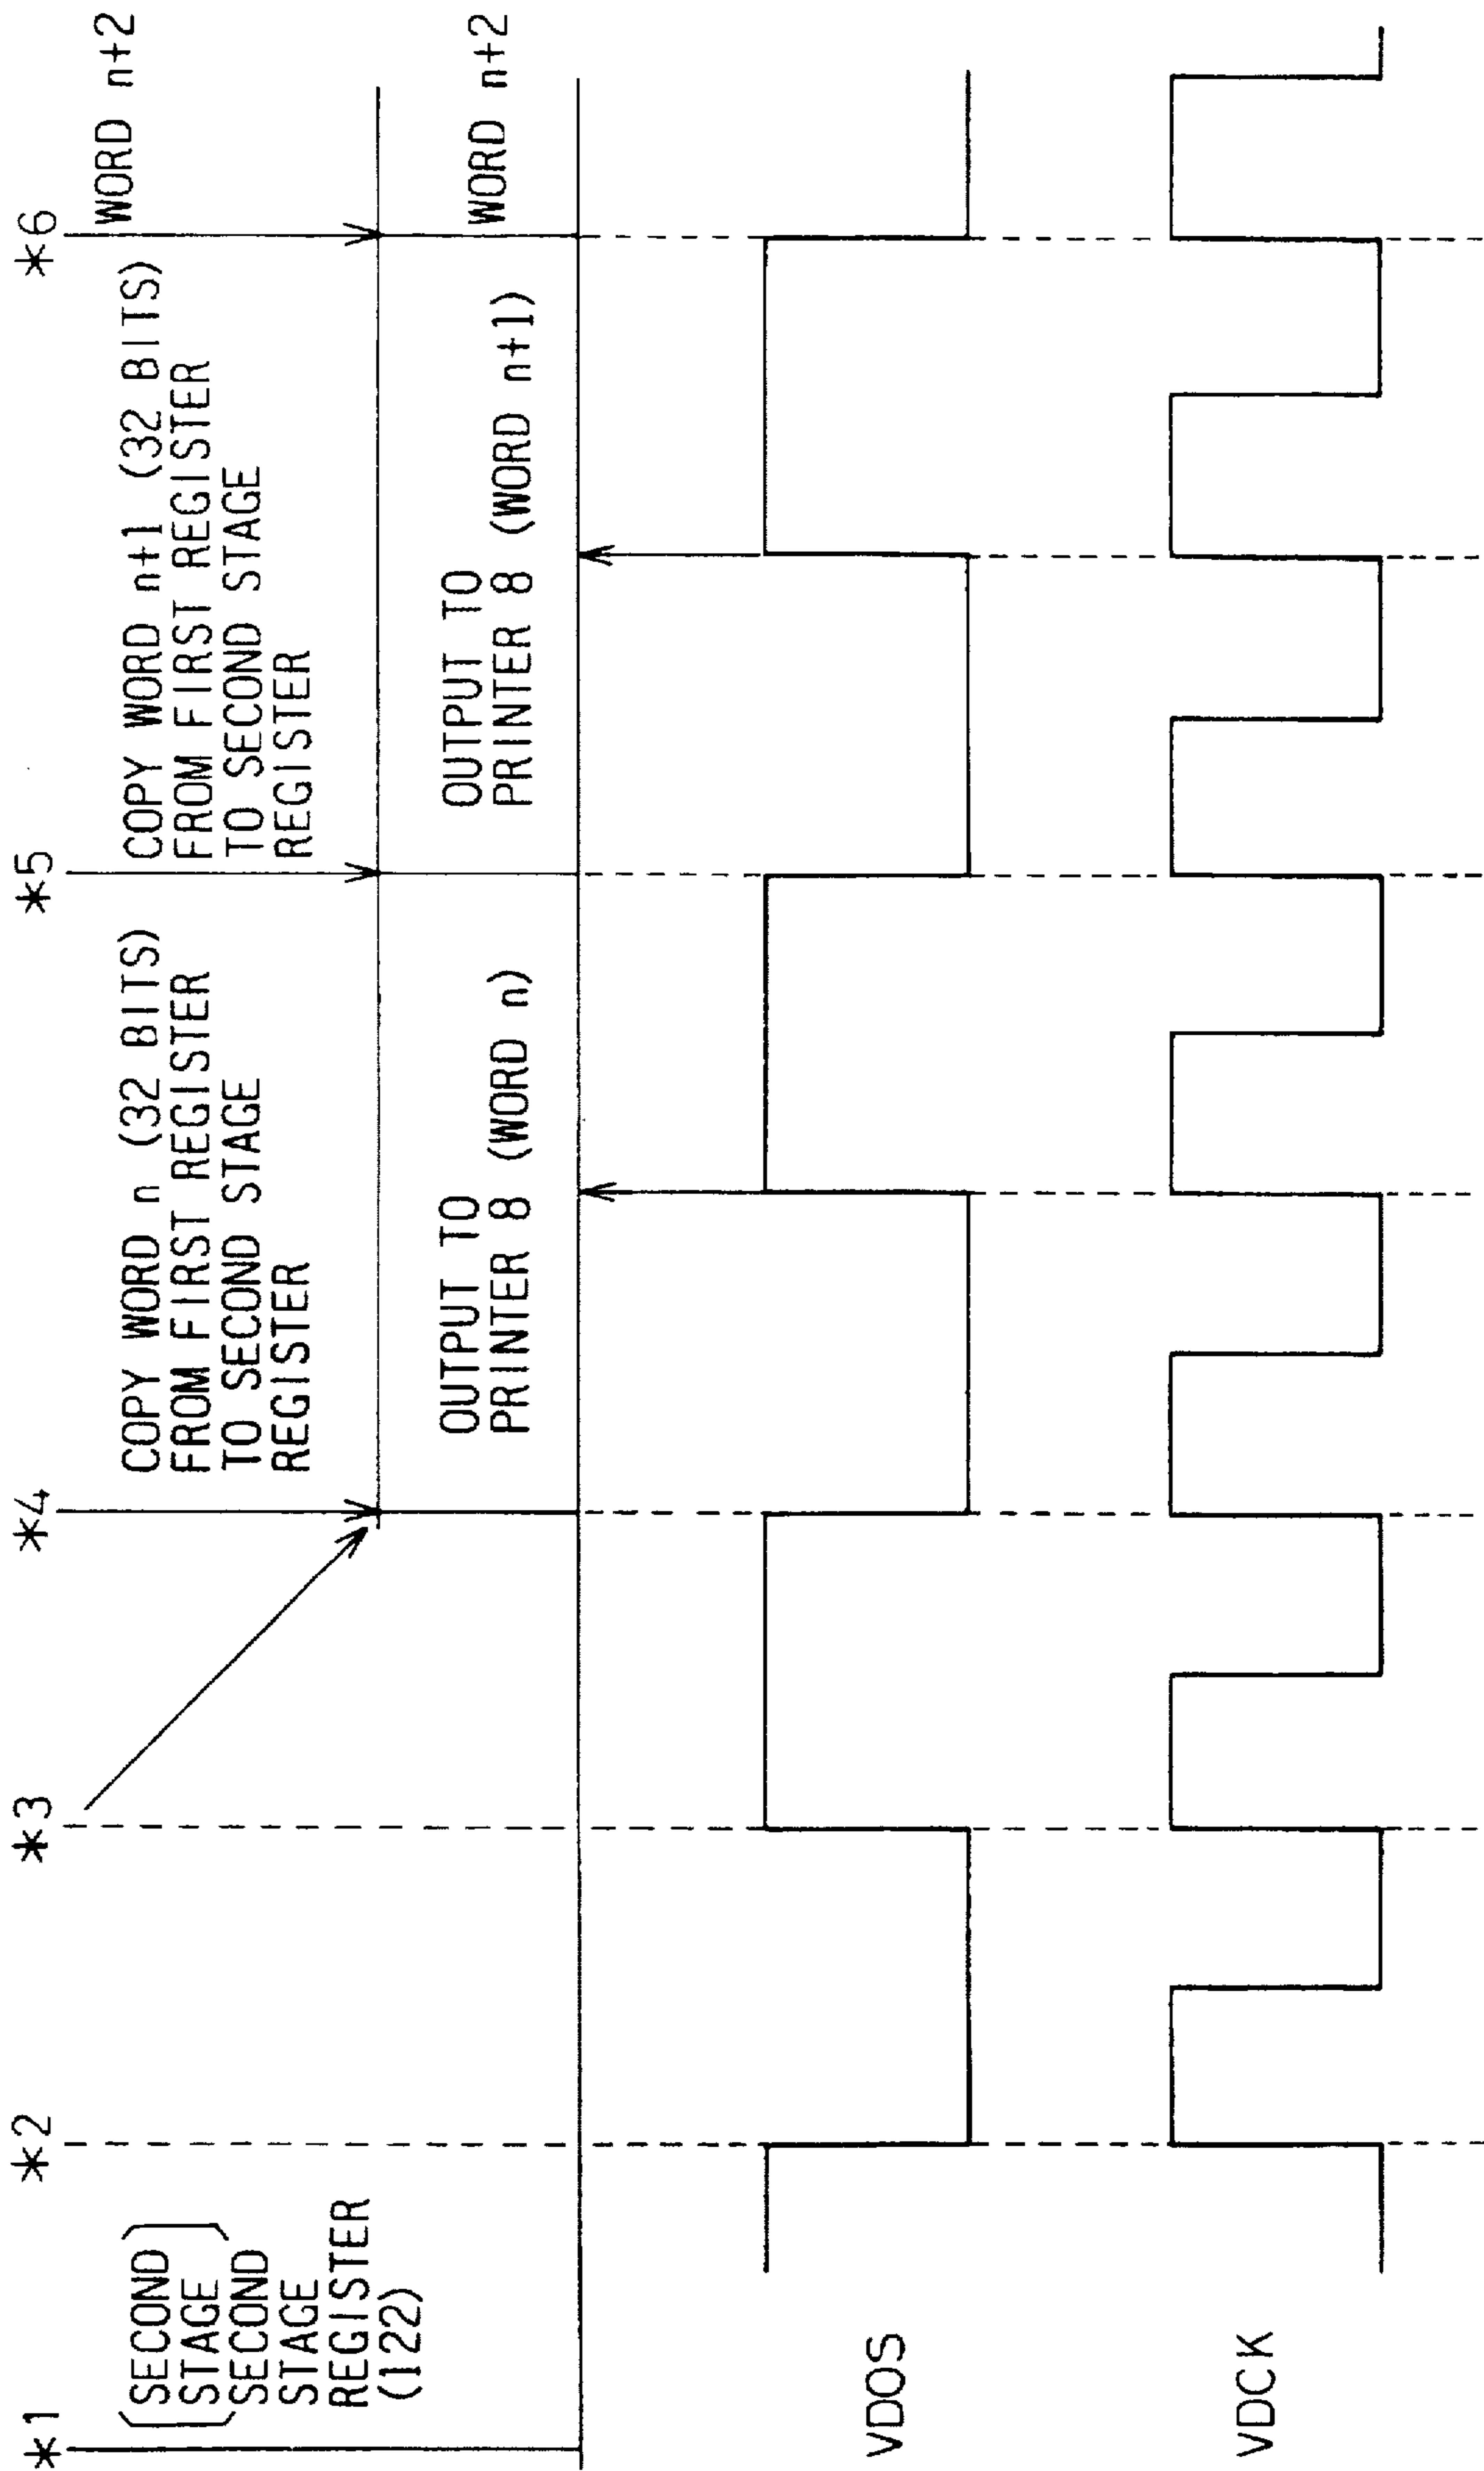 *1
*2
*3
*4
*5
*6
(SECOND
STAGE)
SECOND
STAGE
REGISTER
(122)
COPY WORD n (32 BITS)
FROM FIRST REGISTER
TO SECOND STAGE
REGISTER
COPY WORD n+1 (32 BITS)
FROM FIRST REGISTER
TO SECOND STAGE
REGISTER
WORD n+2
OUTPUT TO
PRINTER 8 (WORD n)
OUTPUT TO
PRINTER 8 (WORD n+1)
WORD n+2
VDOS
VDCK